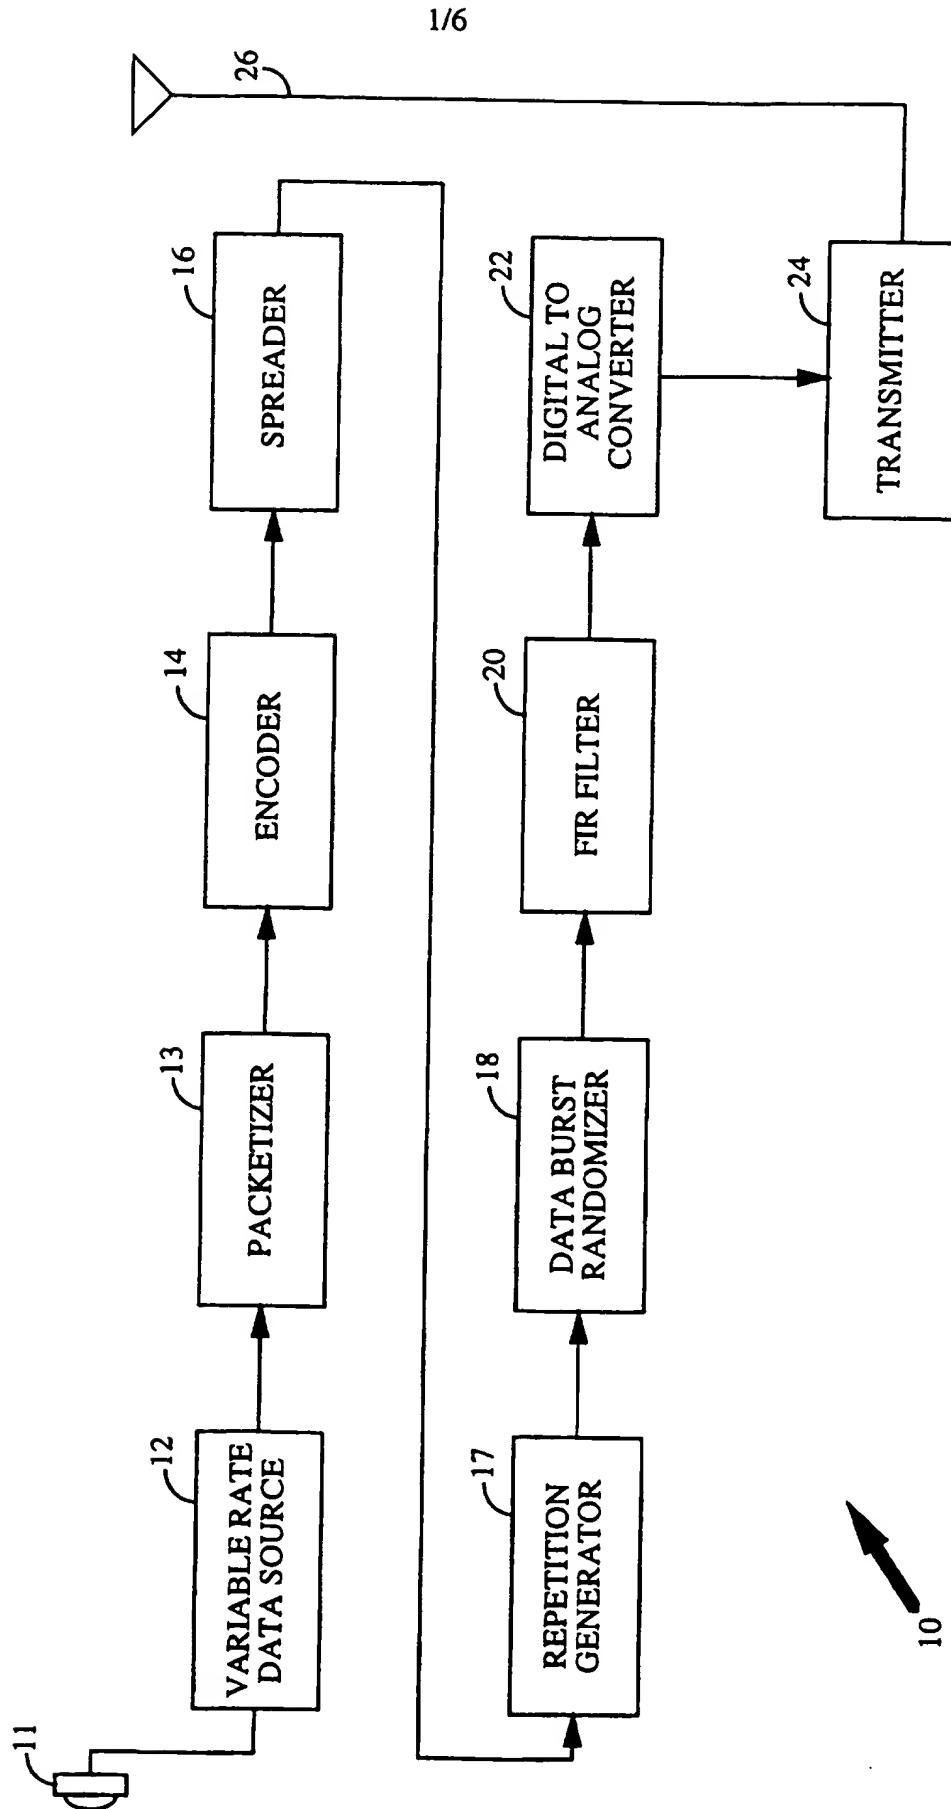 1/6
11
12
VARIABLE RATE
DATA SOURCE
13
PACKETIZER
14
ENCODER
16
SPREADER
26
17
REPETITION
GENERATOR
18
DATA BURST
RANDOMIZER
20
FIR FILTER
22
DIGITAL TO
ANALOG
CONVERTER
24
TRANSMITTER
10